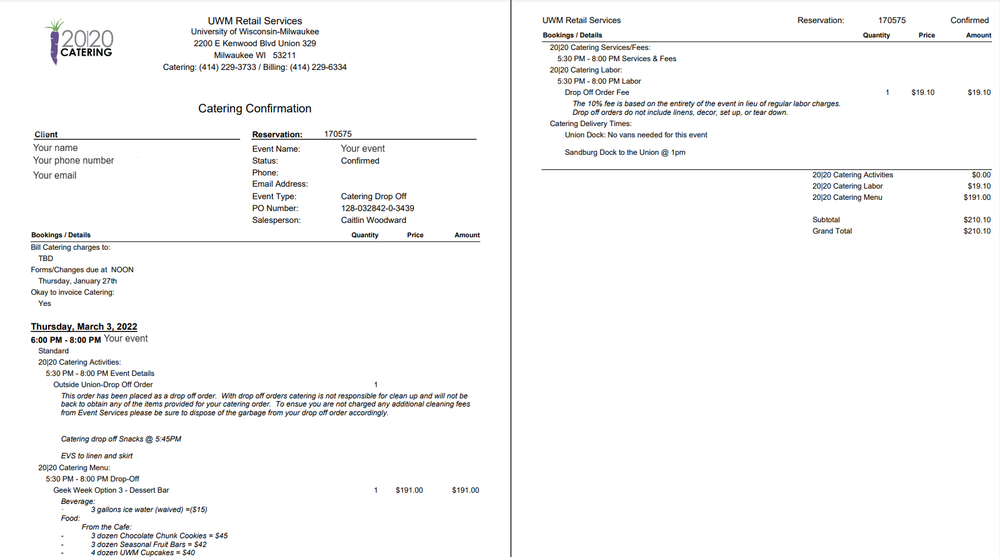 20|20
CATERING
UWM Retail Services
University of Wisconsin-Milwaukee
2200 E Kenwood Blvd Union 329
Milwaukee WI 53211
Catering: (414) 229-3733 / Billing: (414) 229-6334
Catering Confirmation
Client
Your name
Your phone number
Your email
Reservation: 170575
Event Name: Your event
Status: Confirmed
Phone:
Email Address:
Event Type: Catering Drop Off
PO Number: 128-032842-0-3439
Salesperson: Caitlin Woodward
Bookings / Details Quantity Price Amount
Bill Catering charges to:
TBD
Forms/Changes due at NOON
Thursday, January 27th
Okay to invoice Catering:
Yes
Thursday, March 3, 2022
6:00 PM - 8:00 PM Your event
Standard
20|20 Catering Activities:
5:30 PM - 8:00 PM Event Details
Outside Union-Drop Off Order 1
This order has been placed as a drop off order. With drop off orders catering is not responsible for clean up and will not be
back to obtain any of the items provided for your catering order. To ensue you are not charged any additional cleaning fees
from Event Services please be sure to dispose of the garbage from your drop off order accordingly.
Catering drop off Snacks @ 5:45PM
EVS to linen and skirt
20|20 Catering Menu:
5:30 PM - 8:00 PM Drop-Off
Geek Week Option 3 - Dessert Bar 1 $191.00 $191.00
Beverage:
· 3 gallons ice water (waived) =($15)
Food:
From the Cafe:
- 3 dozen Chocolate Chunk Cookies = $45
- 3 dozen Seasonal Fruit Bars = $42
- 4 dozen UWM Cupcakes = $40
UWM Retail Services Reservation: 170575 Confirmed
Bookings / Details Quantity Price Amount
20|20 Catering Services/Fees:
5:30 PM - 8:00 PM Services & Fees
20|20 Catering Labor:
5:30 PM - 8:00 PM Labor
Drop Off Order Fee 1 $19.10 $19.10
The 10% fee is based on the entirety of the event in lieu of regular labor charges.
Drop off orders do not include linens, decor, set up, or tear down.
Catering Delivery Times:
Union Dock: No vans needed for this event
Sandburg Dock to the Union @ 1pm
20|20 Catering Activities $0.00
20|20 Catering Labor $19.10
20|20 Catering Menu $191.00
Subtotal $210.10
Grand Total $210.10